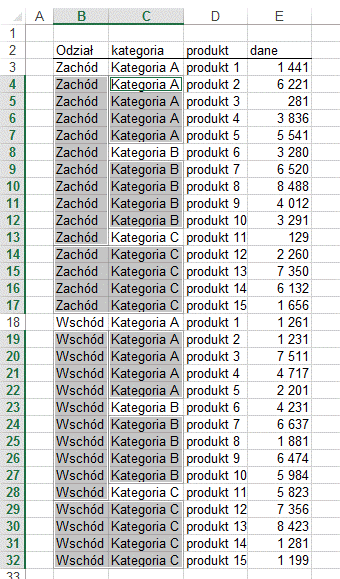 A B C D E
1
2 Odział kategoria produkt dane
3 Zachód Kategoria A produkt 1 1 441
4 Zachód Kategoria A produkt 2 6 221
5 Zachód Kategoria A produkt 3 281
6 Zachód Kategoria A produkt 4 3 836
7 Zachód Kategoria A produkt 5 5 541
8 Zachód Kategoria B produkt 6 3 280
9 Zachód Kategoria B produkt 7 6 520
10 Zachód Kategoria B produkt 8 8 488
11 Zachód Kategoria B produkt 9 4 012
12 Zachód Kategoria B produkt 10 3 291
13 Zachód Kategoria C produkt 11 129
14 Zachód Kategoria C produkt 12 2 260
15 Zachód Kategoria C produkt 13 7 350
16 Zachód Kategoria C produkt 14 6 132
17 Zachód Kategoria C produkt 15 1 656
18 Wschód Kategoria A produkt 1 1 261
19 Wschód Kategoria A produkt 2 1 231
20 Wschód Kategoria A produkt 3 7 511
21 Wschód Kategoria A produkt 4 4 717
22 Wschód Kategoria A produkt 5 2 201
23 Wschód Kategoria B produkt 6 4 231
24 Wschód Kategoria B produkt 7 6 637
25 Wschód Kategoria B produkt 8 1 881
26 Wschód Kategoria B produkt 9 6 474
27 Wschód Kategoria B produkt 10 5 984
28 Wschód Kategoria C produkt 11 5 823
29 Wschód Kategoria C produkt 12 7 356
30 Wschód Kategoria C produkt 13 8 423
31 Wschód Kategoria C produkt 14 1 281
32 Wschód Kategoria C produkt 15 1 199
33